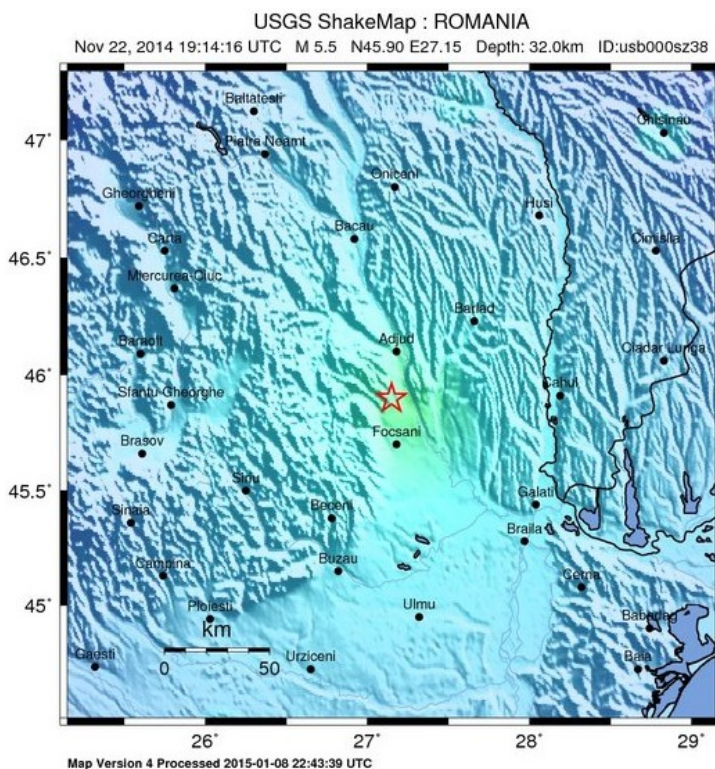 USGS ShakeMap : ROMANIA
Nov 22, 2014 19:14:16 UTC M 5.5 N45.90 E27.15 Depth: 32.0km ID:usb000sz38
Baltatesti
47°
Chisinau
Piatra Neamt
Oniceni
Gheorgheni
Husi
Bacau
46.5°
Carta
Cimislia
Miercurea-Ciuc
Barlad
Adjud
Baraolt
Ciadar Lunga
46°
Sfantu-Gheorghe
Cahul
Focsani
Brasov
45.5°
Siriu
Galati
Sinaia
Beceni
Braila
Campina
Buzau
Cerna
45°
Ploiesti
Ulmu
Babadag
km
Gaesti
0
50
Urziceni
Baia
26°
27°
28°
29°
Map Version 4 Processed 2015-01-08 22:43:39 UTC